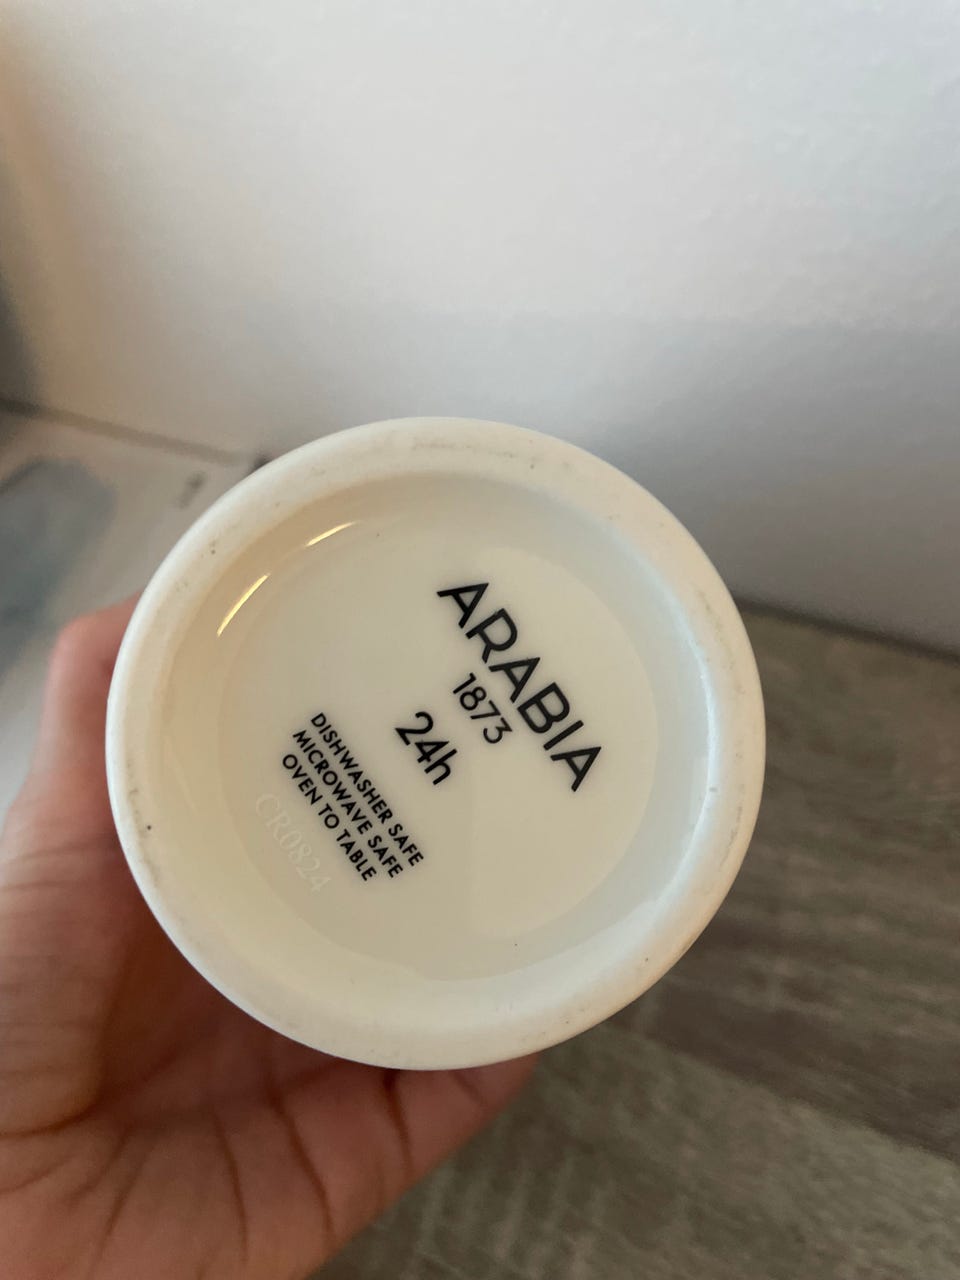 ARABIA
1873
24h
DISHWASHER SAFE
MICROWAVE SAFE
OVEN TO TABLE
CR0824